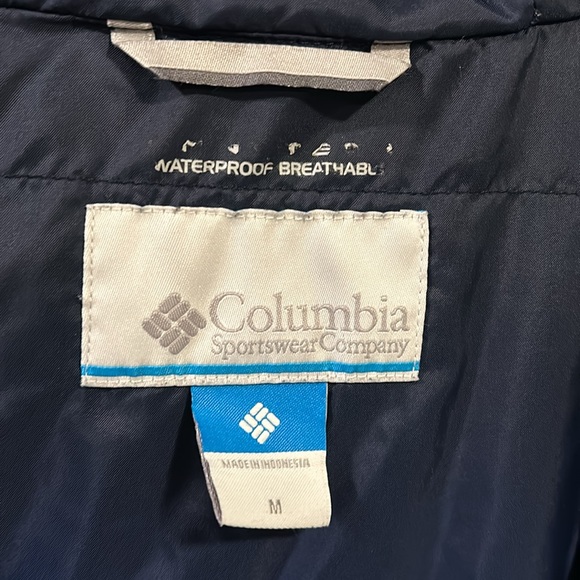 WATERPROOF BREATHABLE
Columbia
Sportswear Company
MADE IN INDONESIA
M